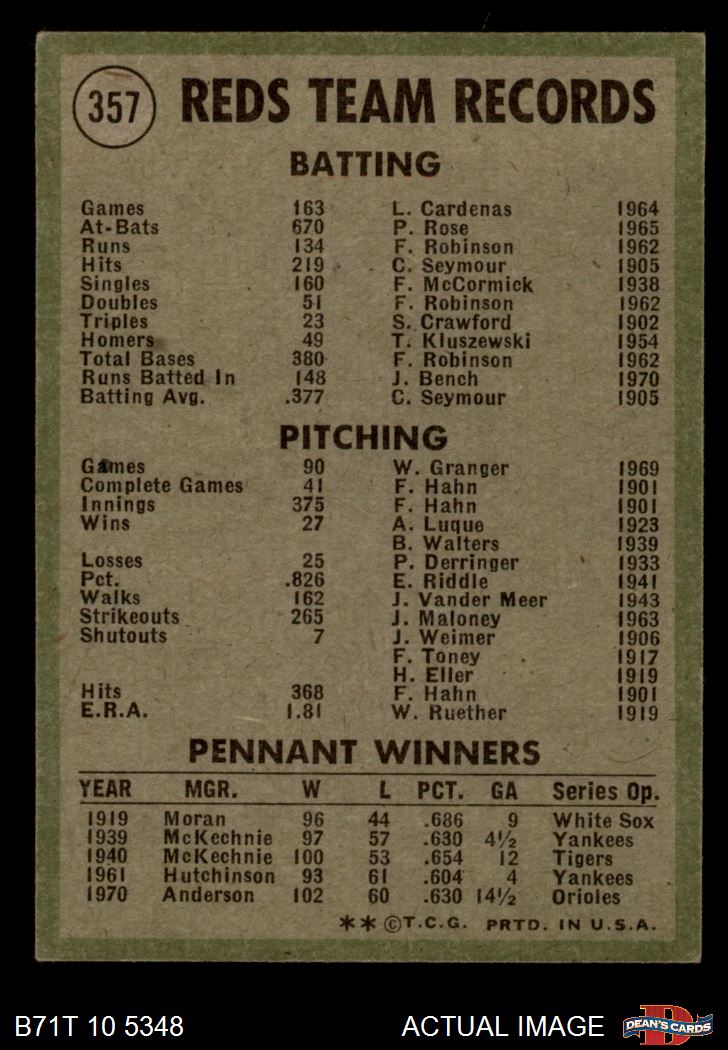 357 REDS TEAM RECORDS
BATTING
Games 163 L. Cardenas 1964
At-Bats 670 P. Rose 1965
Runs 134 F. Robinson 1962
Hits 219 C. Seymour 1905
Singles 160 F. McCormick 1938
Doubles 51 F. Robinson 1962
Triples 23 S. Crawford 1902
Homers 49 T. Kluszewski 1954
Total Bases 380 F. Robinson 1962
Runs Batted In 148 J. Bench 1970
Batting Avg. .377 C. Seymour 1905
PITCHING
Games 90 W. Granger 1969
Complete Games 41 F. Hahn 1901
Innings 375 F. Hahn 1901
Wins 27 A. Luque 1923
B. Walters 1939
Losses 25 P. Derringer 1933
Pct. .826 E. Riddle 1941
Walks 162 J. Vander Meer 1943
Strikeouts 265 J. Maloney 1963
Shutouts 7 J. Weimer 1906
F. Toney 1917
H. Eller 1919
Hits 368 F. Hahn 1901
E.R.A. 1.81 W. Ruether 1919
PENNANT WINNERS
YEAR MGR. W L PCT. GA Series Op.
1919 Moran 96 44 .686 9 White Sox
1939 McKechnie 97 57 .630 4½ Yankees
1940 McKechnie 100 53 .654 12 Tigers
1961 Hutchinson 93 61 .604 4 Yankees
1970 Anderson 102 60 .630 14½ Orioles
**©T.C.G. PRTD. IN U.S.A.
B71T 10 5348 ACTUAL IMAGE DEAN'S CARDS